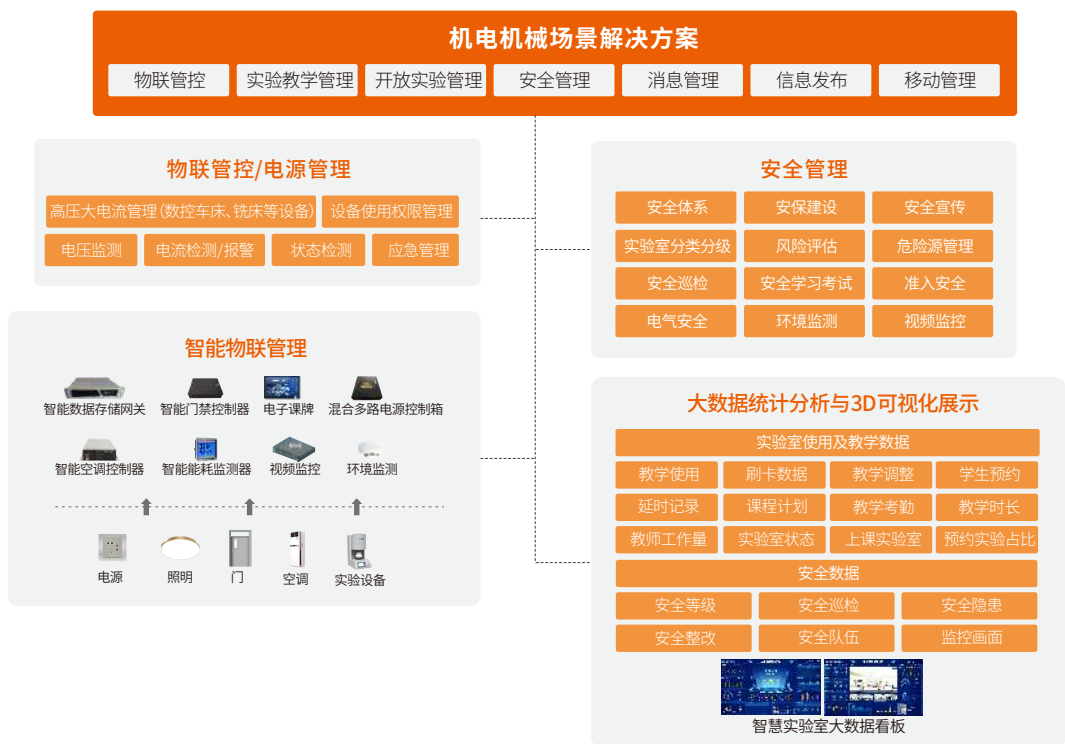 机电机械场景解决方案
物联管控 实验教学管理 开放实验管理 安全管理 消息管理 信息发布 移动管理
物联管控/电源管理
高压大电流管理(数控车床、铣床等设备) 设备使用权限管理
电压监测 电流检测/报警 状态检测 应急管理
智能物联管理
智能数据存储网关 智能门禁控制器 电子课牌 混合多路电源控制箱
智能空调控制器 智能能耗监测器 视频监控 环境监测
电源 照明 门 空调 实验设备
安全管理
安全体系 安保建设 安全宣传
实验室分类分级 风险评估 危险源管理
安全巡检 安全学习考试 准入安全
电气安全 环境监测 视频监控
大数据统计分析与3D可视化展示
实验室使用及教学数据
教学使用 刷卡数据 教学调整 学生预约
延时记录 课程计划 教学考勤 教学时长
教师工作量 实验室状态 上课实验室 预约实验占比
安全数据
安全等级 安全巡检 安全隐患
安全整改 安全队伍 监控画面
智慧实验室大数据看板